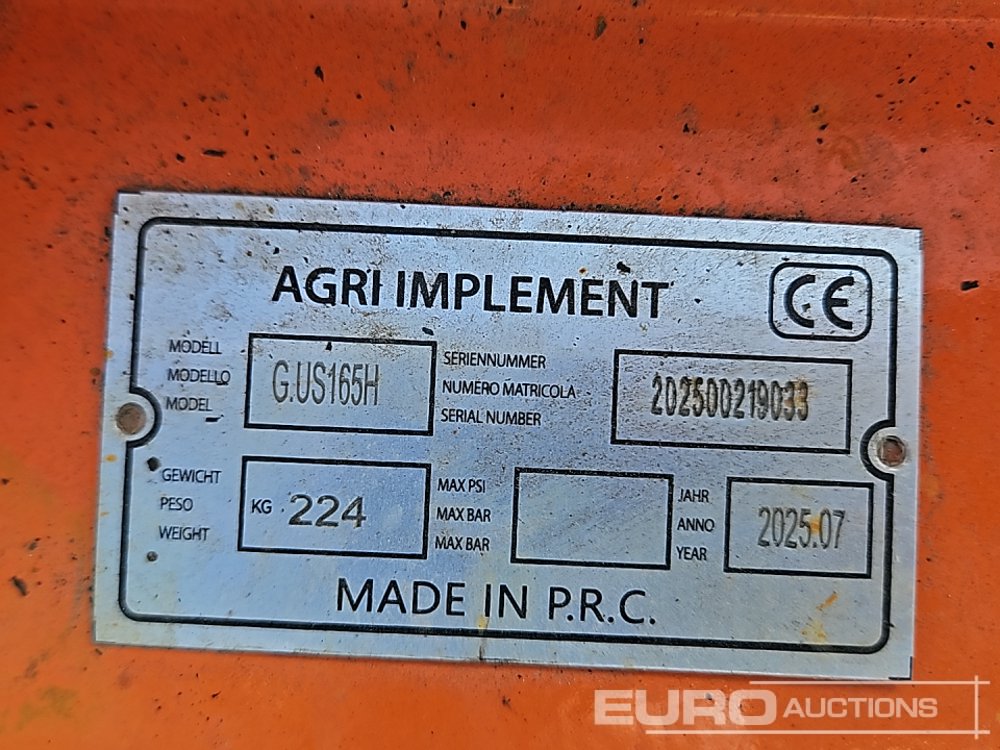 AGRI IMPLEMENT
CE
MODELL
MODELLO
MODEL
G.US165H
SERIENNUMMER
NUMERO MATRICOLA
SERIAL NUMBER
202500219033
GEWICHT
PESO
WEIGHT
KG 224
MAX PSI
MAX BAR
MAX BAR
JAHR
ANNO
YEAR
2025.07
MADE IN P.R.C.
EURO AUCTIONS